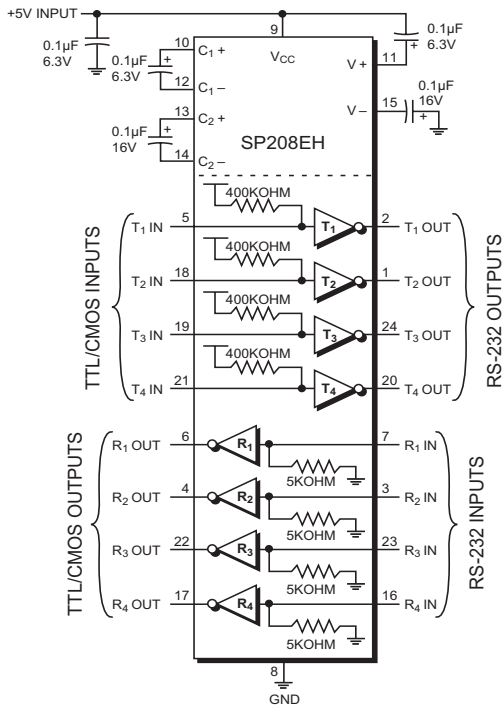 +5V INPUT
0.1µF
6.3V
0.1µF
6.3V
10
C1 +
9
VCC
V +
11
0.1µF
6.3V
12
C1 –
13
C2 +
0.1µF
16V
14
C2 –
V –
15
0.1µF
16V
SP208EH
TTL/CMOS INPUTS
RS-232 OUTPUTS
400KOHM
T1 IN
5
T1
2
T1 OUT
400KOHM
T2 IN
18
T2
1
T2 OUT
400KOHM
T3 IN
19
T3
24
T3 OUT
400KOHM
T4 IN
21
T4
20
T4 OUT
TTL/CMOS OUTPUTS
RS-232 INPUTS
R1 OUT
6
R1
7
R1 IN
5KOHM
R2 OUT
4
R2
3
R2 IN
5KOHM
R3 OUT
22
R3
23
R3 IN
5KOHM
R4 OUT
17
R4
16
R4 IN
5KOHM
8
GND